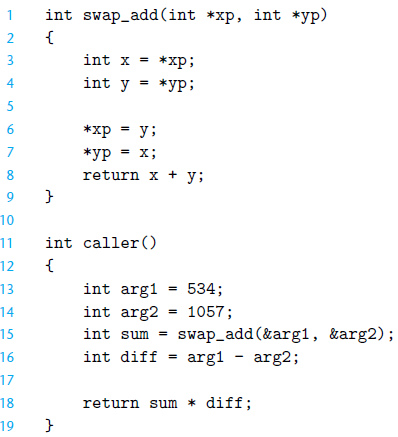 1 int swap_add(int *xp, int *yp)
2 {
3     int x = *xp;
4     int y = *yp;
5
6     *xp = y;
7     *yp = x;
8     return x + y;
9 }
10
11 int caller()
12 {
13     int arg1 = 534;
14     int arg2 = 1057;
15     int sum = swap_add(&arg1, &arg2);
16     int diff = arg1 - arg2;
17
18     return sum * diff;
19 }